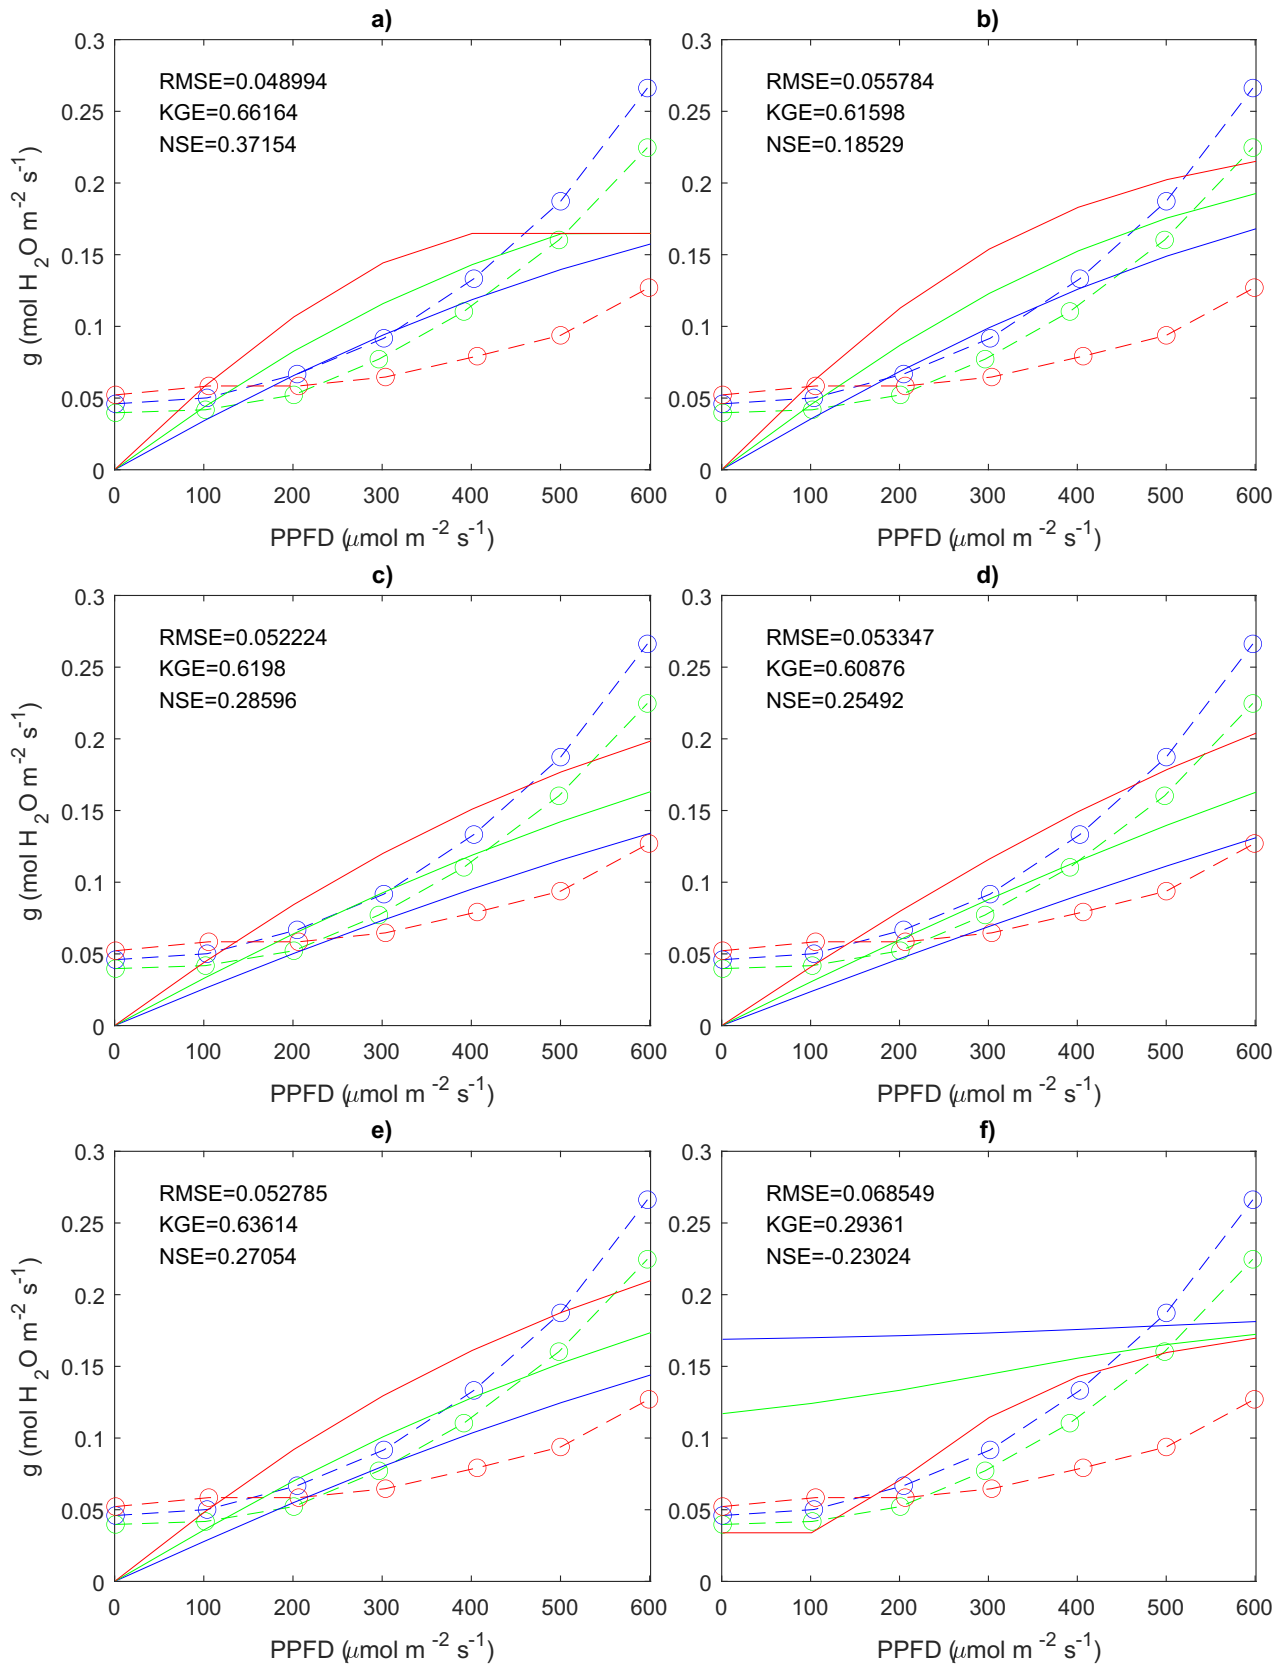 a)
RMSE=0.048994
KGE=0.66164
NSE=0.37154
0.3
0.25
0.2
0.15
0.1
0.05
0
0 100 200 300 400 500 600
g (mol H2O m-2 s-1)
PPFD (μmol m -2 s-1)
b)
RMSE=0.055784
KGE=0.61598
NSE=0.18529
0.3
0.25
0.2
0.15
0.1
0.05
0
0 100 200 300 400 500 600
PPFD (μmol m -2 s-1)
c)
RMSE=0.052224
KGE=0.6198
NSE=0.28596
0.3
0.25
0.2
0.15
0.1
0.05
0
0 100 200 300 400 500 600
g (mol H2O m-2 s-1)
PPFD (μmol m -2 s-1)
d)
RMSE=0.053347
KGE=0.60876
NSE=0.25492
0.3
0.25
0.2
0.15
0.1
0.05
0
0 100 200 300 400 500 600
PPFD (μmol m -2 s-1)
e)
RMSE=0.052785
KGE=0.63614
NSE=0.27054
0.3
0.25
0.2
0.15
0.1
0.05
0
0 100 200 300 400 500 600
g (mol H2O m-2 s-1)
PPFD (μmol m -2 s-1)
f)
RMSE=0.068549
KGE=0.29361
NSE=-0.23024
0.3
0.25
0.2
0.15
0.1
0.05
0
0 100 200 300 400 500 600
PPFD (μmol m -2 s-1)